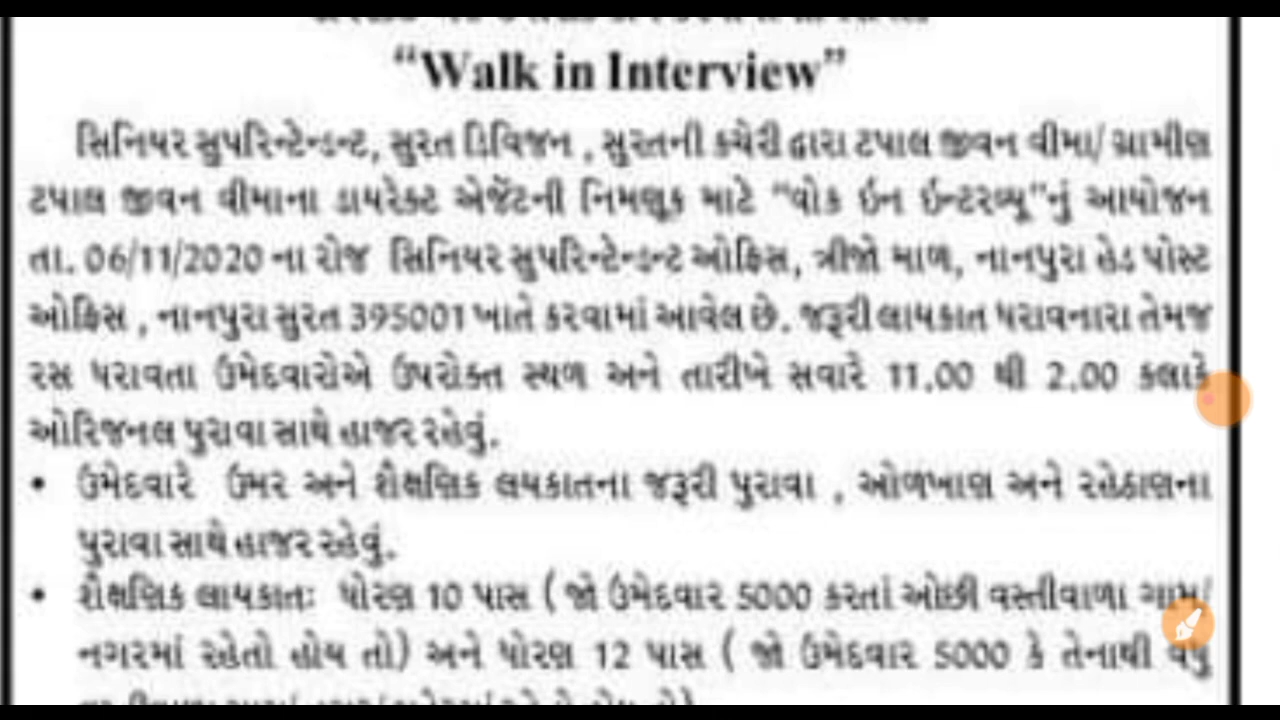 “Walk in Interview”
સિનિયર સુપરિન્ટેન્ડન્ટ, સુરત ડિવિજન , સુરતની કચેરી દ્વારા ટપાલ જીવન વીમા/ ગ્રામીણ
ટપાલ જીવન વીમાના ડાયરેક્ટ એજેંટની નિમણૂક માટે “વોક ઇન ઇન્ટરવ્યૂ”નું આયોજન
તા. 06/11/2020 ના રોજ સિનિયર સુપરિન્ટેન્ડન્ટ ઓફિસ, ત્રીજો માળ, નાનપુરા હેડ પોસ્ટ
ઓફિસ , નાનપુરા સુરત 395001 ખાતે કરવામાં આવેલ છે. જરૂરી લાયકાત ધરાવનારા તેમજ
રસ ધરાવતા ઉમેદવારોએ ઉપરોક્ત સ્થળ અને તારીખે સવારે 11.00 થી 2.00 કલાકે
ઓરિજનલ પુરાવા સાથે હાજર રહેવું.
• ઉમેદવારે ઉંમર અને શૈક્ષણિક લયકાતના જરૂરી પુરાવા , ઓળખાણ અને રહેઠાણના
પુરાવા સાથે હાજર રહેવું.
• શૈક્ષણિક લાયકાતઃ ધોરણ 10 પાસ ( જો ઉમેદવાર 5000 કરતાં ઓછી વસ્તીવાળા ગામ/
નગરમાં રહેતો હોય તો) અને ધોરણ 12 પાસ ( જો ઉમેદવાર 5000 કે તેનાથી વધુ